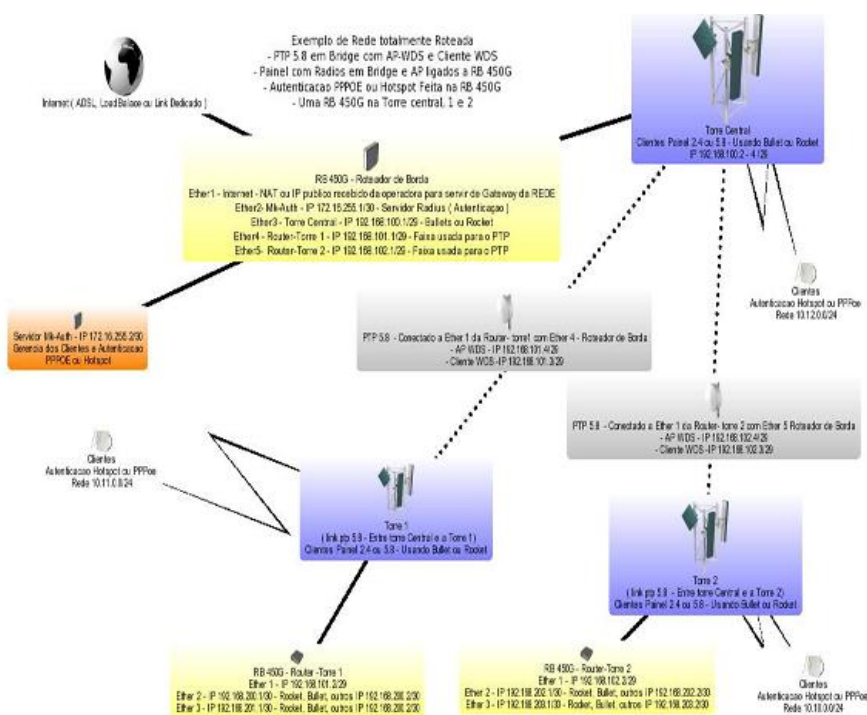 Exemplo de Rede totalmente Roteada
- PTP 5.8 em Bridge com AP-WDS e Cliente WDS
- Painel com Radios em Bridge e AP ligados a RB 450G
- Autenticacao PPPOE ou Hotspot Feita na RB 450G
- Uma RB 450G na Torre central, 1 e 2
Internet ( ADSL, LoadBalace ou Link Dedicado )
Torre Central
Clientes Painel 2.4 ou 5.8 - Usando Bullet ou Rocket
IP 192.168.100.2 - 4 /29
RB 450G - Roteador de Borda
Ether1 - Internet - NAT ou IP publico recebido da operadora para servir de Gateway da REDE
Ether2- Mk-Auth - IP 172.16.255.1/30 - Servidor Radius ( Autenticaçao )
Ether3 - Torre Central - IP 192.168.100.1/29 - Bullets ou Rocket
Ether4 - Router-Torre 1 - IP 192.168.101.1/29 - Faixa usada para o PTP
Ether5- Router-Torre 2 - IP 192.168.102.1/29 - Faixa usada para o PTP
Clientes
Autenticacao Hotspot ou PPPoe
Rede 10.12.0.0/24
Servidor Mk-Auth - IP 172.16.255.2/30
Gerencia dos Clientes e Autenticacao
PPPOE ou Hotspot
PTP 5.8 - Conectado a Ether 1 da Router- torre1 com Ether 4 - Roteador de Borda
- AP WDS - IP 192.168.101.4/29
- Cliente WDS -IP 192.168.101.3/29
PTP 5.8 - Conectado a Ether 1 da Router- torre 2 com Ether 5 Roteador de Borda
- AP WDS - IP 192.168.102.4/29
- Cliente WDS -IP 192.168.102.3/29
Clientes
Autenticacao Hotspot ou PPPoe
Rede 10.11.0.0/24
Torre 1
( link ptp 5.8 - Entre torre Central e a Torre 1)
Clientes Painel 2.4 ou 5.8 - Usando Bullet ou Rocket
Torre 2
( link ptp 5.8 - Entre torre Central e a Torre 2)
Clientes Painel 2.4 ou 5.8 - Usando Bullet ou Rocket
RB 450G - Router-Torre 1
Ether 1 - IP 192.168.101.2/29
Ether 2 - IP 192.168.200.1/30 - Rocket, Bullet, outros IP 192.168.200.2/30
Ether 3 - IP 192.168.201.1/30 - Rocket, Bullet, outros IP 192.168.200.2/30
RB 450G - Router-Torre 2
Ether 1 - IP 192.168.102.2/29
Ether 2 - IP 192.168.202.1/30 - Rocket, Bullet, outros IP 192.168.202.2/30
Ether 3 - IP 192.168.203.1/30 - Rocket, Bullet, outros IP 192.168.203.2/30
Clientes
Autenticacao Hotspot ou PPPoe
Rede 10.10.0.0/24